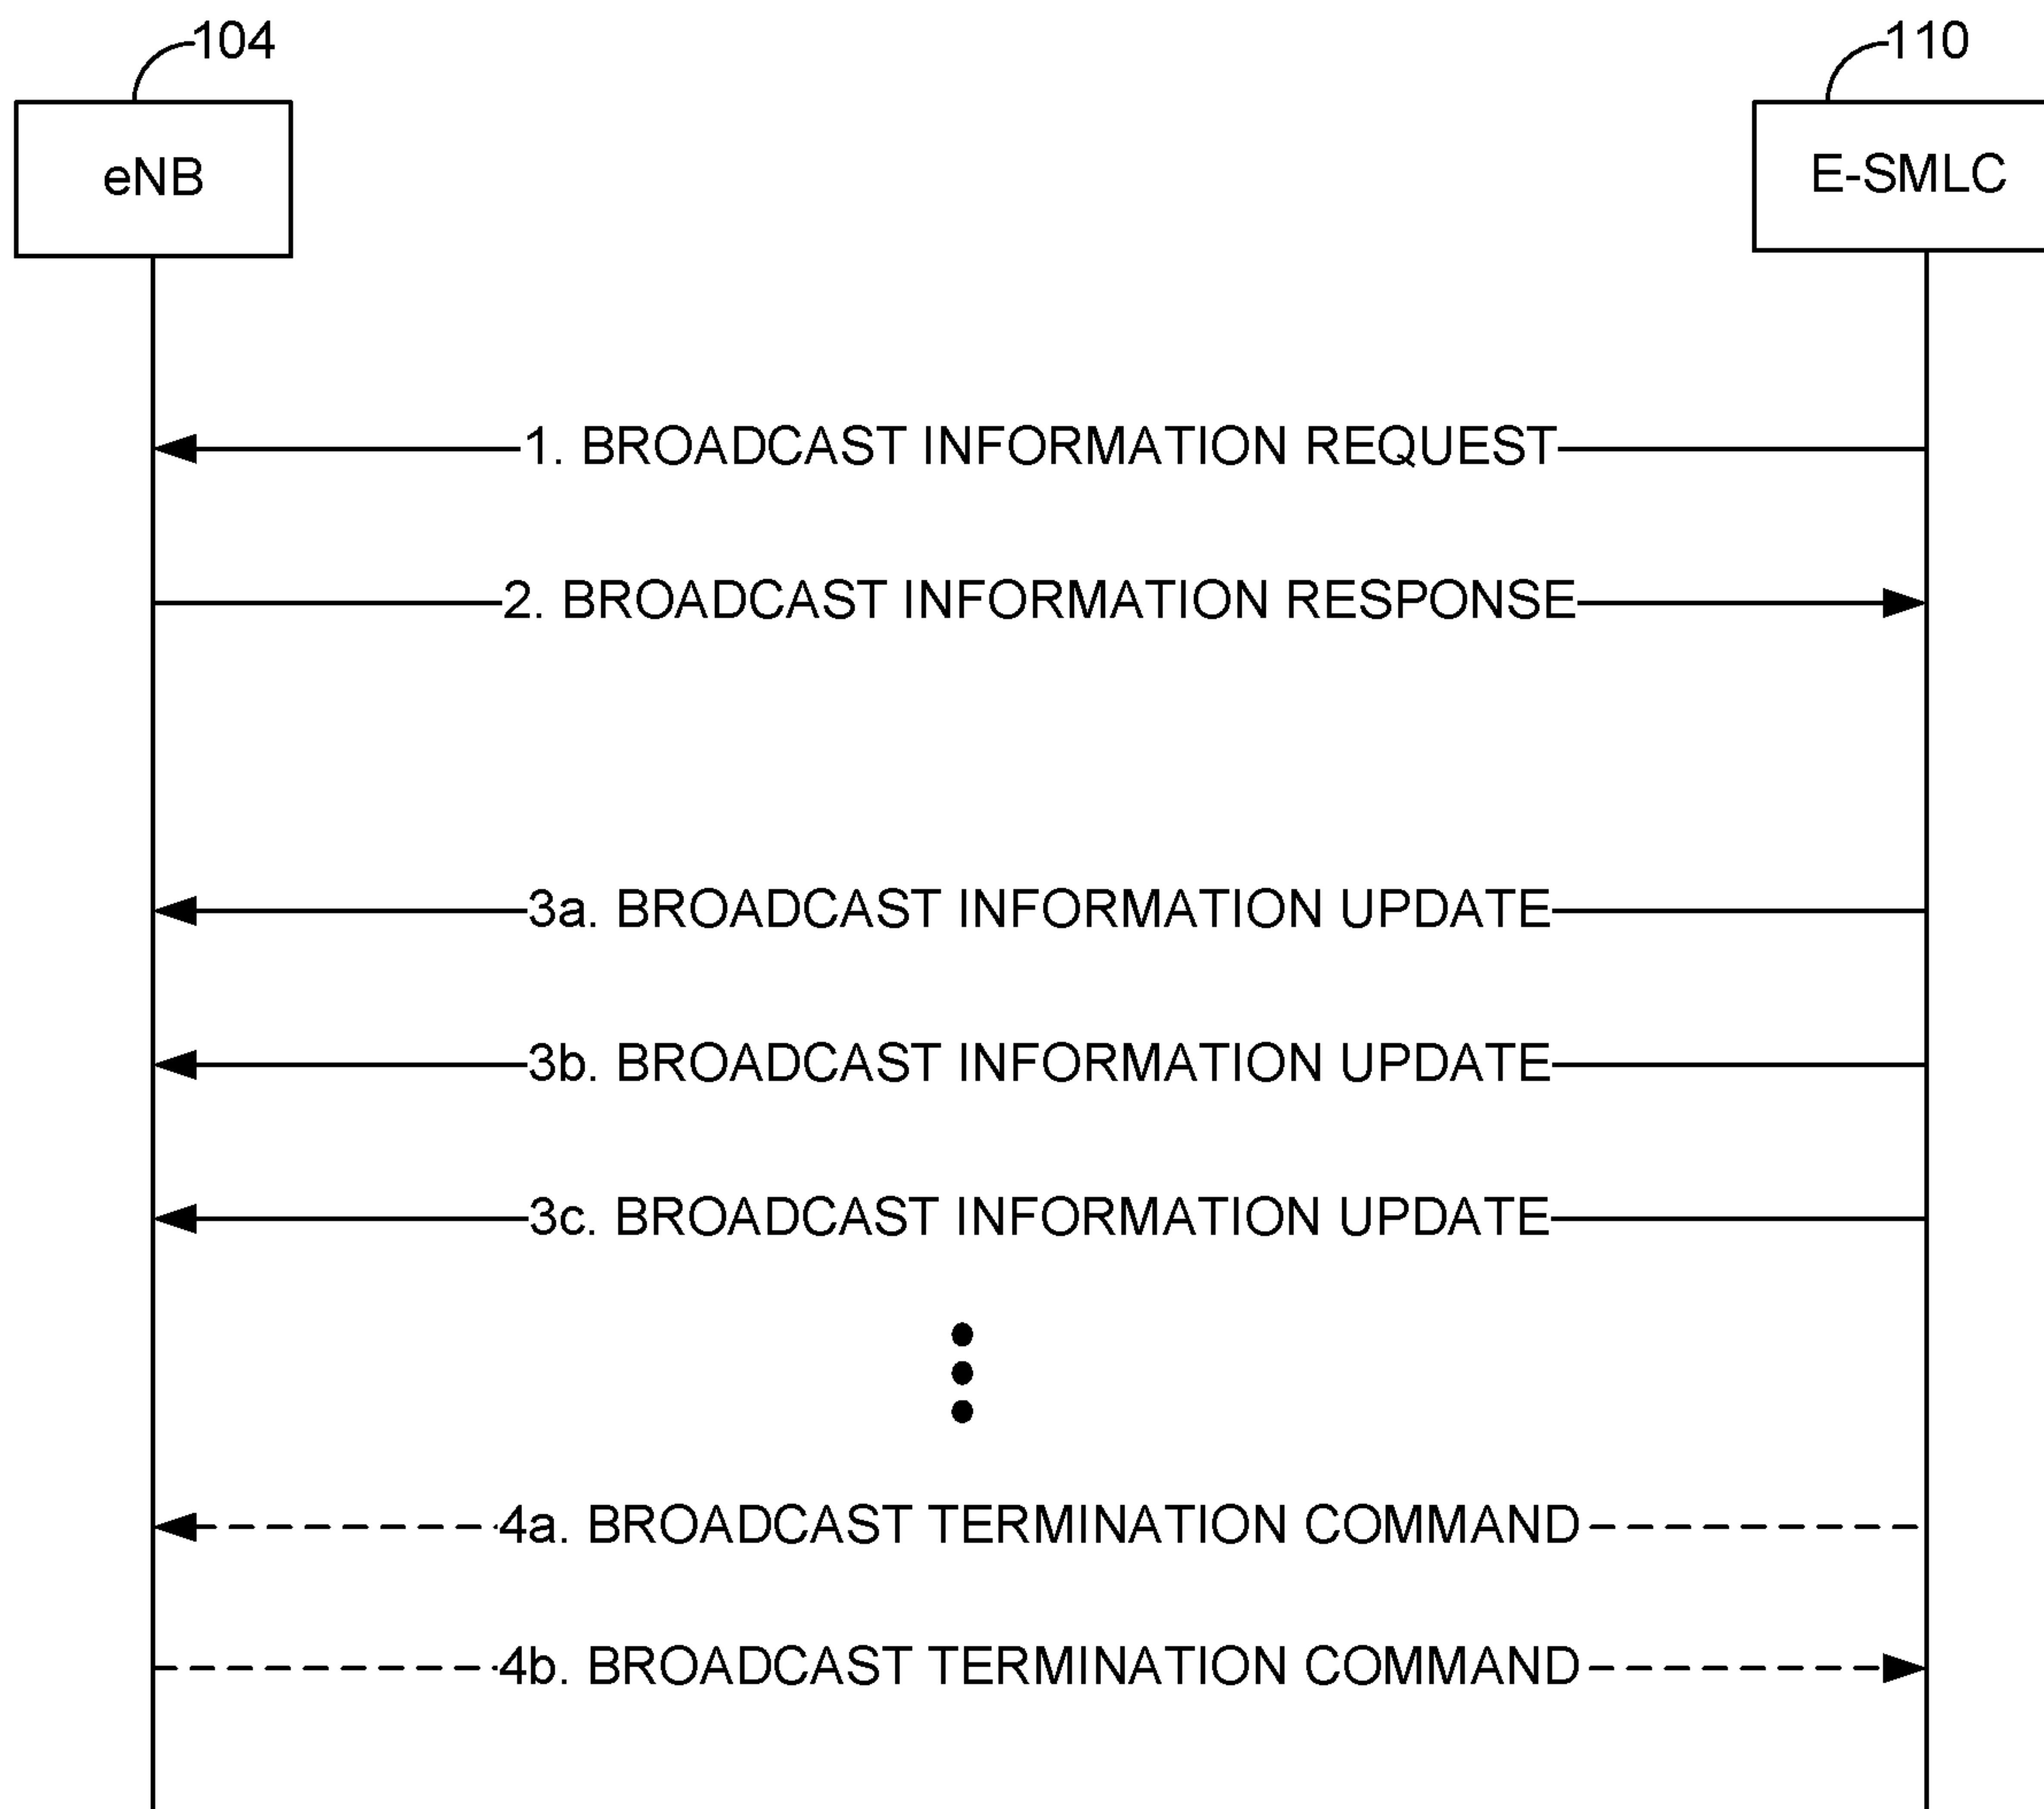 104
110
eNB
E-SMLC
1. BROADCAST INFORMATION REQUEST
2. BROADCAST INFORMATION RESPONSE
3a. BROADCAST INFORMATION UPDATE
3b. BROADCAST INFORMATION UPDATE
3c. BROADCAST INFORMATION UPDATE
4a. BROADCAST TERMINATION COMMAND
4b. BROADCAST TERMINATION COMMAND